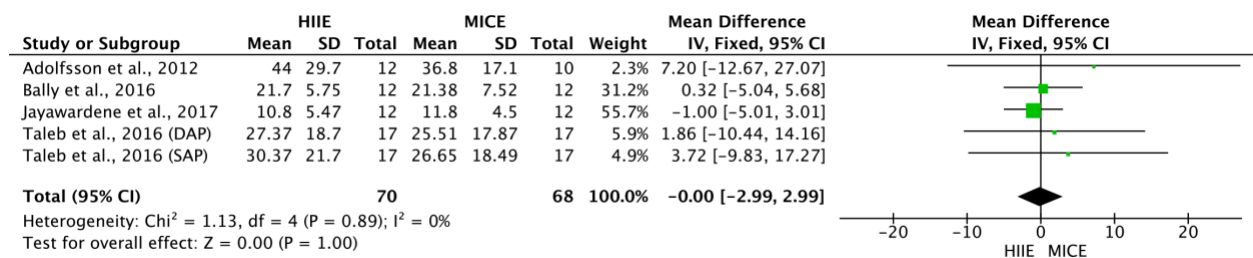 HIIE MICE Mean Difference Mean Difference
Study or Subgroup Mean SD Total Mean SD Total Weight IV, Fixed, 95% CI IV, Fixed, 95% CI
Adolfsson et al., 2012 44 29.7 12 36.8 17.1 10 2.3% 7.20 [-12.67, 27.07]
Bally et al., 2016 21.7 5.75 12 21.38 7.52 12 31.2% 0.32 [-5.04, 5.68]
Jayawardene et al., 2017 10.8 5.47 12 11.8 4.5 12 55.7% -1.00 [-5.01, 3.01]
Taleb et al., 2016 (DAP) 27.37 18.7 17 25.51 17.87 17 5.9% 1.86 [-10.44, 14.16]
Taleb et al., 2016 (SAP) 30.37 21.7 17 26.65 18.49 17 4.9% 3.72 [-9.83, 17.27]
Total (95% CI) 70 68 100.0% -0.00 [-2.99, 2.99]
Heterogeneity: Chi² = 1.13, df = 4 (P = 0.89); I² = 0%
Test for overall effect: Z = 0.00 (P = 1.00)
-20 -10 0 10 20
HIIE MICE